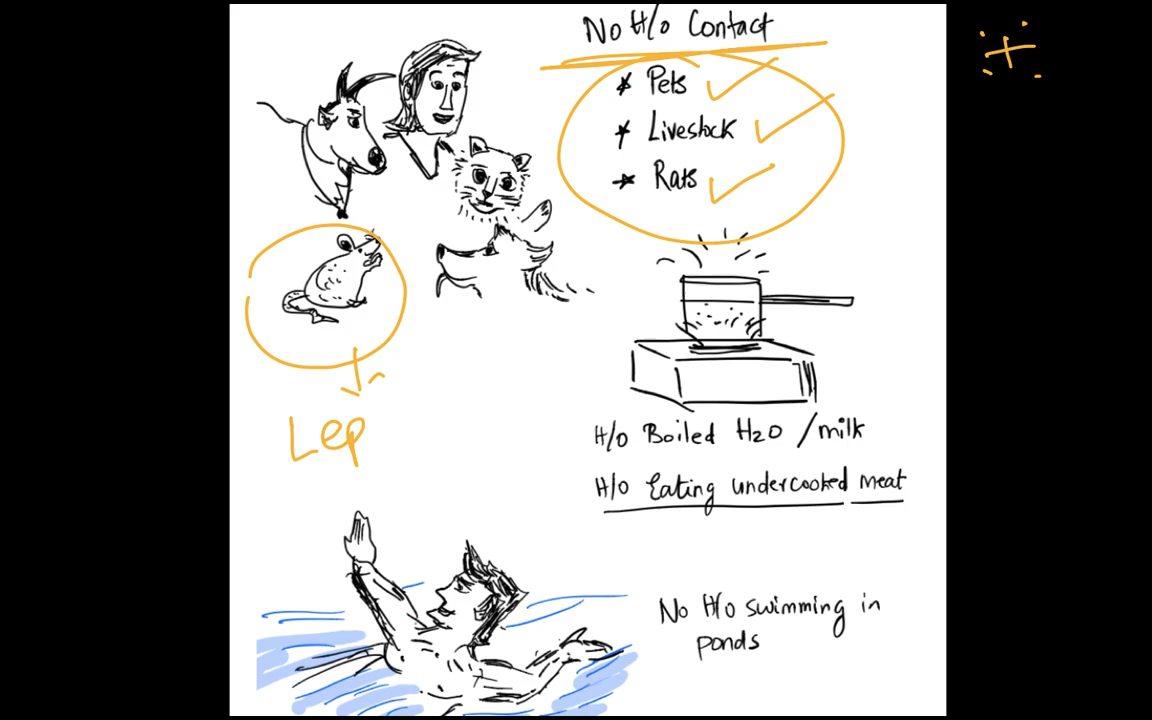 No H/o Contact
* Pets
* Livestock
* Rats
Lep
H/o Boiled H2O /milk
H/o Eating undercooked meat
No H/o swimming in
ponds